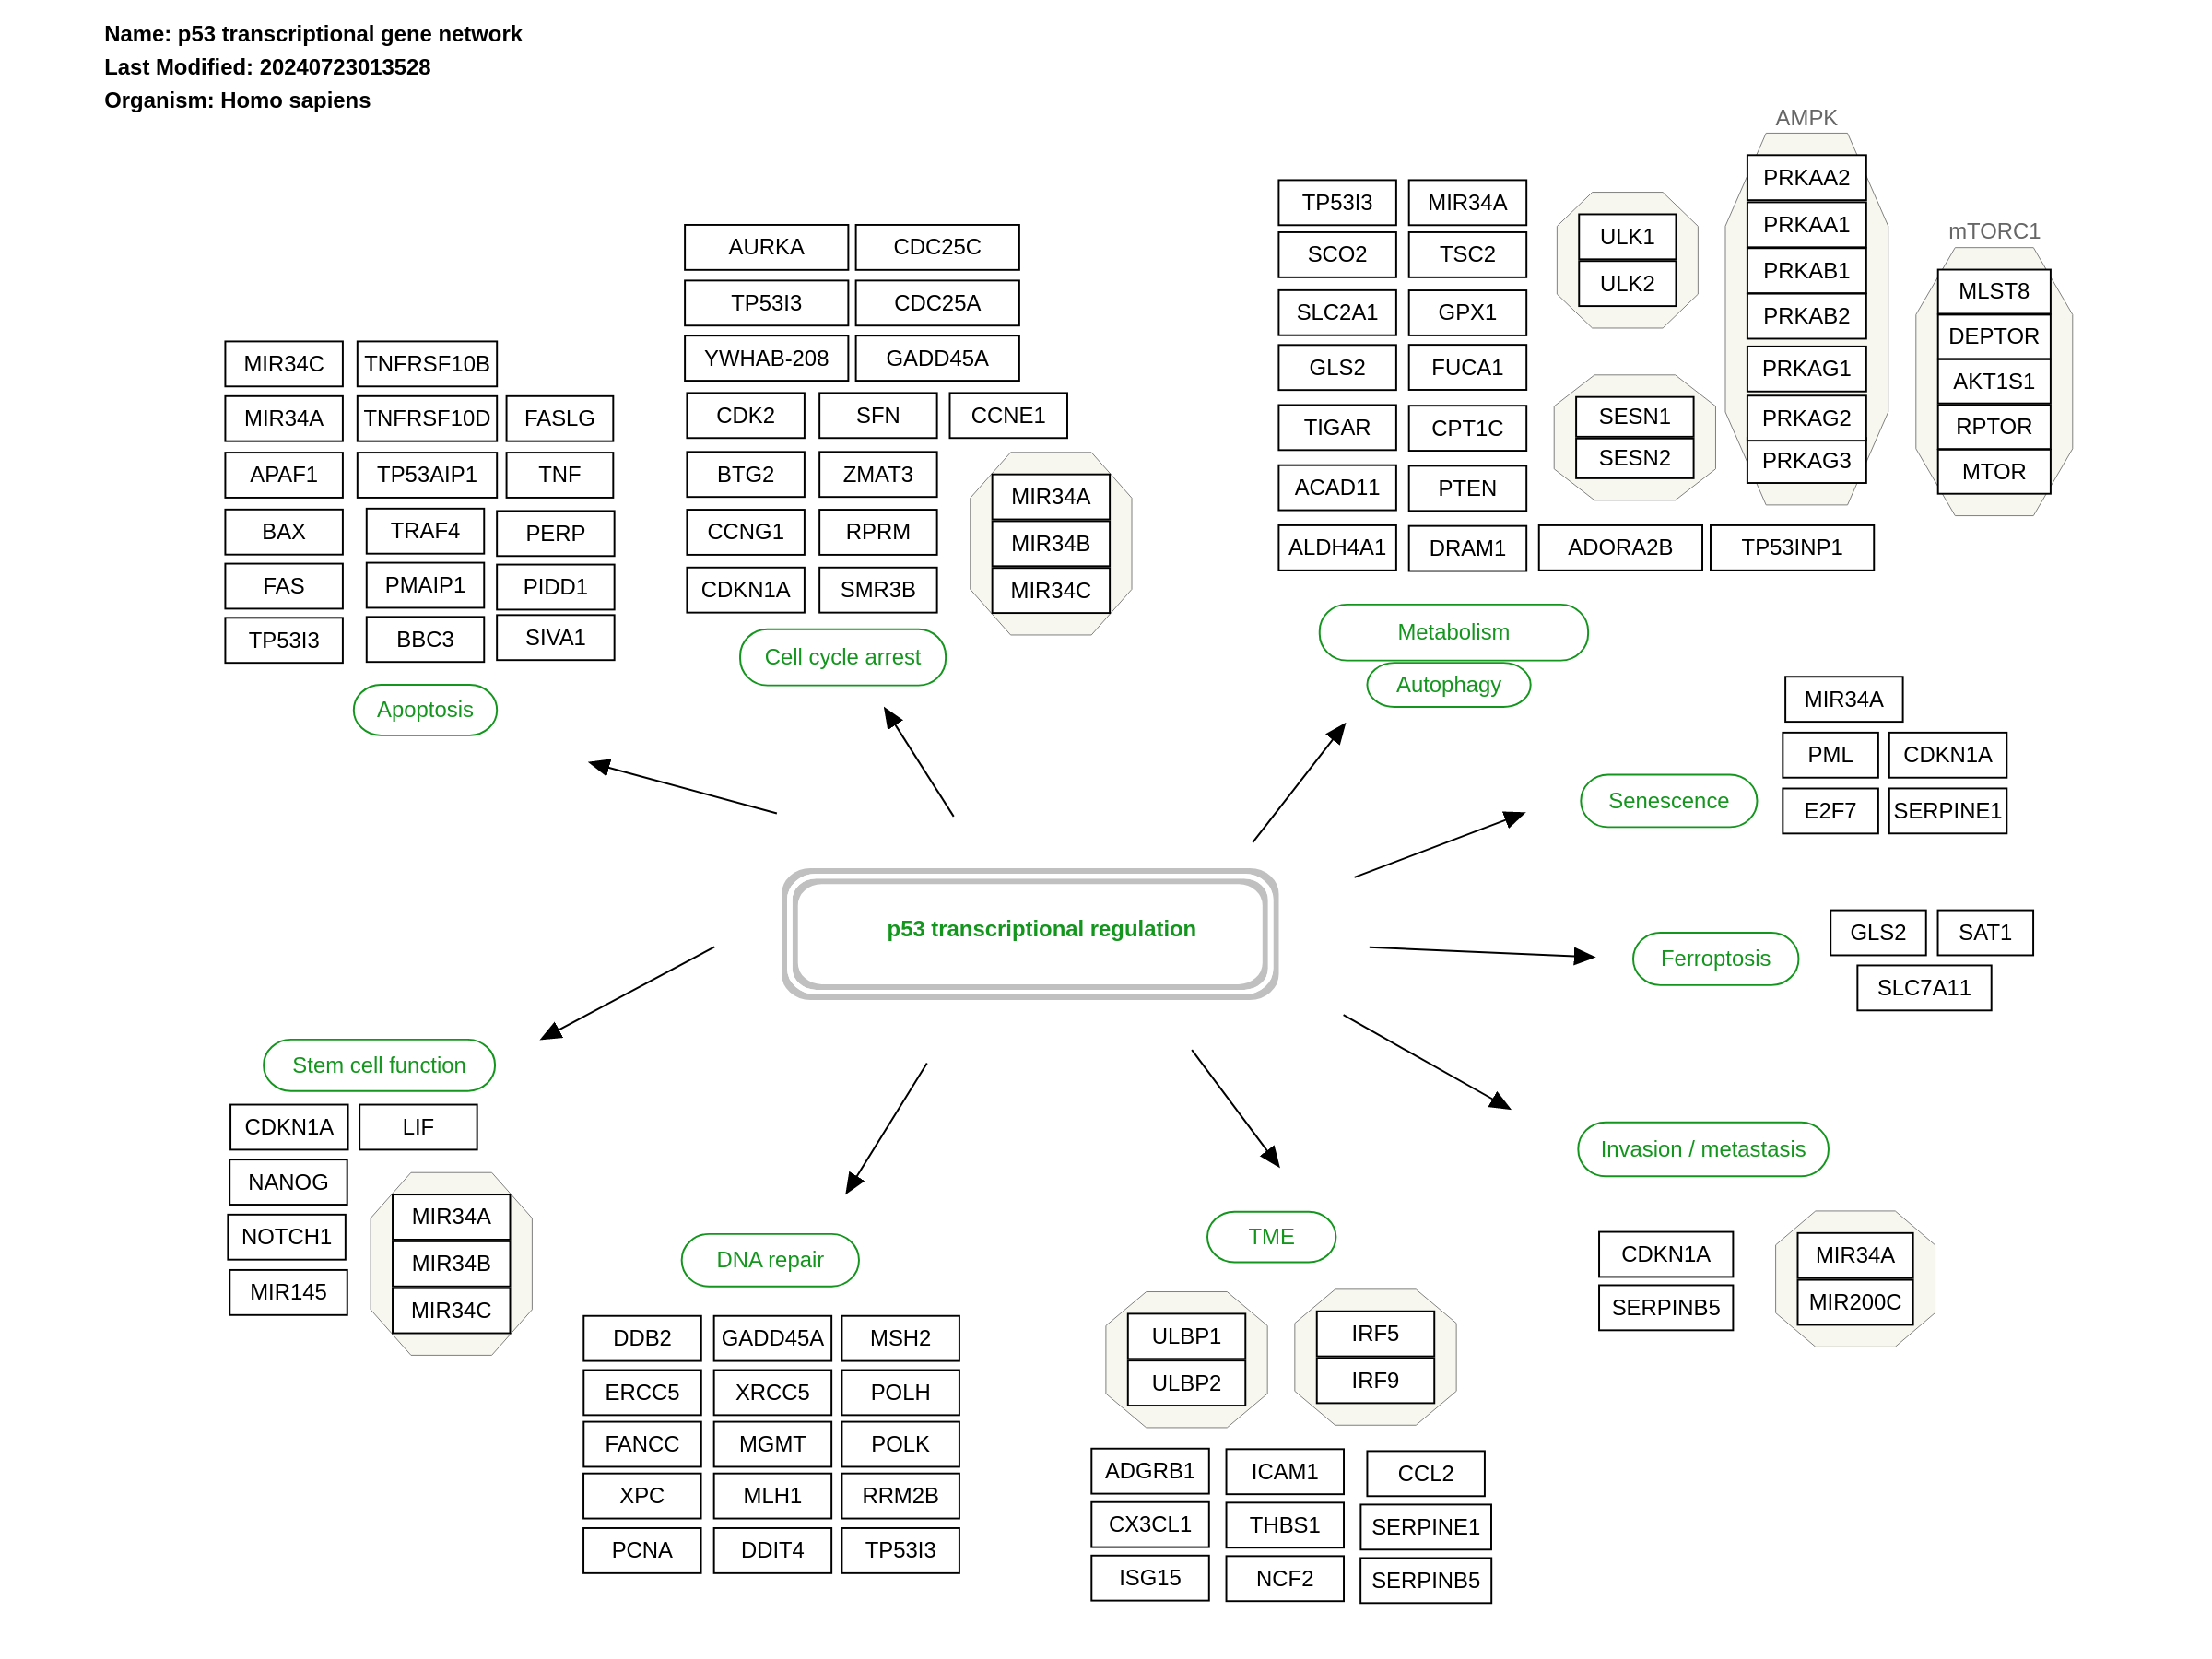 Name: p53 transcriptional gene network
Last Modified: 20240723013528
Organism: Homo sapiens
MIR34C TNFRSF10B
MIR34A TNFRSF10D FASLG
APAF1 TP53AIP1 TNF
BAX TRAF4 PERP
FAS PMAIP1 PIDD1
TP53I3 BBC3 SIVA1
Apoptosis
AURKA CDC25C
TP53I3 CDC25A
YWHAB-208 GADD45A
CDK2 SFN CCNE1
BTG2 ZMAT3
CCNG1 RPRM
CDKN1A SMR3B
MIR34A
MIR34B
MIR34C
Cell cycle arrest
TP53I3 MIR34A
SCO2 TSC2
SLC2A1 GPX1
GLS2 FUCA1
TIGAR CPT1C
ACAD11 PTEN
ALDH4A1 DRAM1 ADORA2B TP53INP1
ULK1
ULK2
SESN1
SESN2
AMPK
PRKAA2
PRKAA1
PRKAB1
PRKAB2
PRKAG1
PRKAG2
PRKAG3
mTORC1
MLST8
DEPTOR
AKT1S1
RPTOR
MTOR
Metabolism
Autophagy
Senescence
MIR34A
PML CDKN1A
E2F7 SERPINE1
p53 transcriptional regulation
Ferroptosis
GLS2 SAT1
SLC7A11
Stem cell function
CDKN1A LIF
NANOG
NOTCH1
MIR145
MIR34A
MIR34B
MIR34C
DNA repair
DDB2 GADD45A MSH2
ERCC5 XRCC5 POLH
FANCC MGMT POLK
XPC MLH1 RRM2B
PCNA DDIT4 TP53I3
TME
ULBP1
ULBP2
IRF5
IRF9
ADGRB1 ICAM1 CCL2
CX3CL1 THBS1 SERPINE1
ISG15 NCF2 SERPINB5
Invasion / metastasis
CDKN1A
SERPINB5
MIR34A
MIR200C